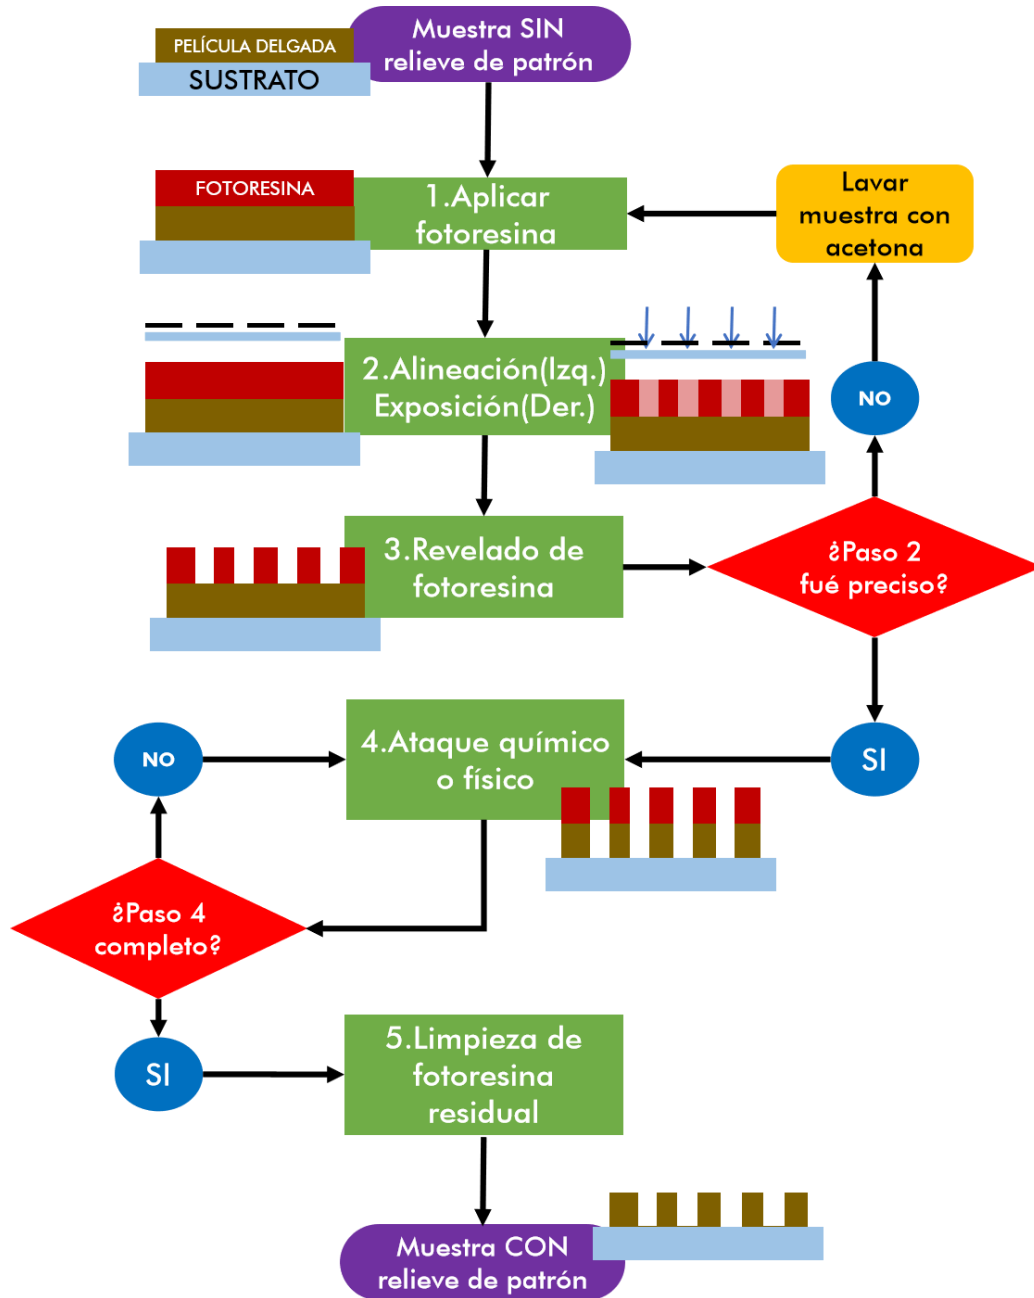 Muestra SIN
relieve de patrón
PELÍCULA DELGADA
SUSTRATO
FOTORESINA
1.Aplicar
fotoresina
Lavar
muestra con
acetona
2.Alineación(Izq.)
Exposición(Der.)
NO
3.Revelado de
fotoresina
¿Paso 2
fué preciso?
NO
4.Ataque químico
o físico
SI
¿Paso 4
completo?
SI
5.Limpieza de
fotoresina
residual
Muestra CON
relieve de patrón